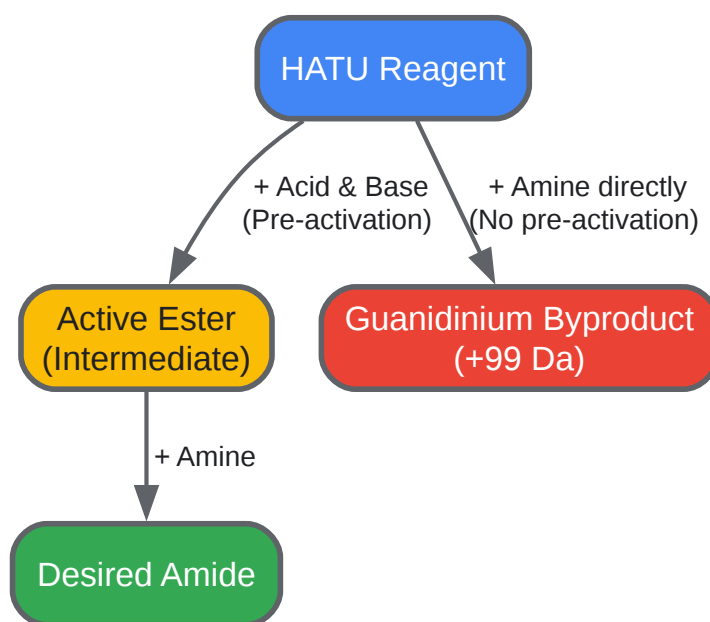 HATU Reagent
+ Acid & Base
(Pre-activation)
+ Amine directly
(No pre-activation)
Active Ester
(Intermediate)
Guanidinium Byproduct
(+99 Da)
+ Amine
Desired Amide